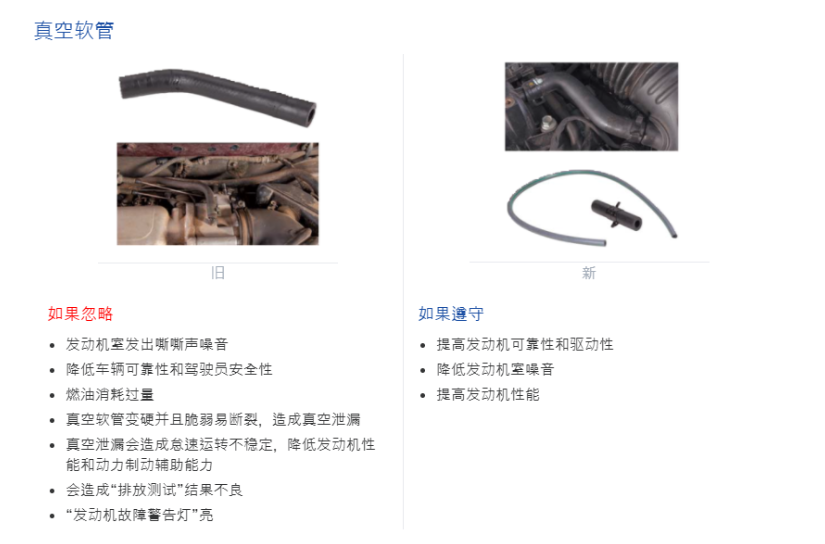 真空软管
旧
新
如果忽略
发动机室发出嘶嘶声噪音
降低车辆可靠性和驾驶员安全性
燃油消耗过量
真空软管变硬并且脆弱易断裂，造成真空泄漏
真空泄漏会造成怠速运转不稳定，降低发动机性
能和动力制动辅助能力
会造成“排放测试”结果不良
“发动机故障警告灯”亮
如果遵守
提高发动机可靠性和驱动性
降低发动机室噪音
提高发动机性能